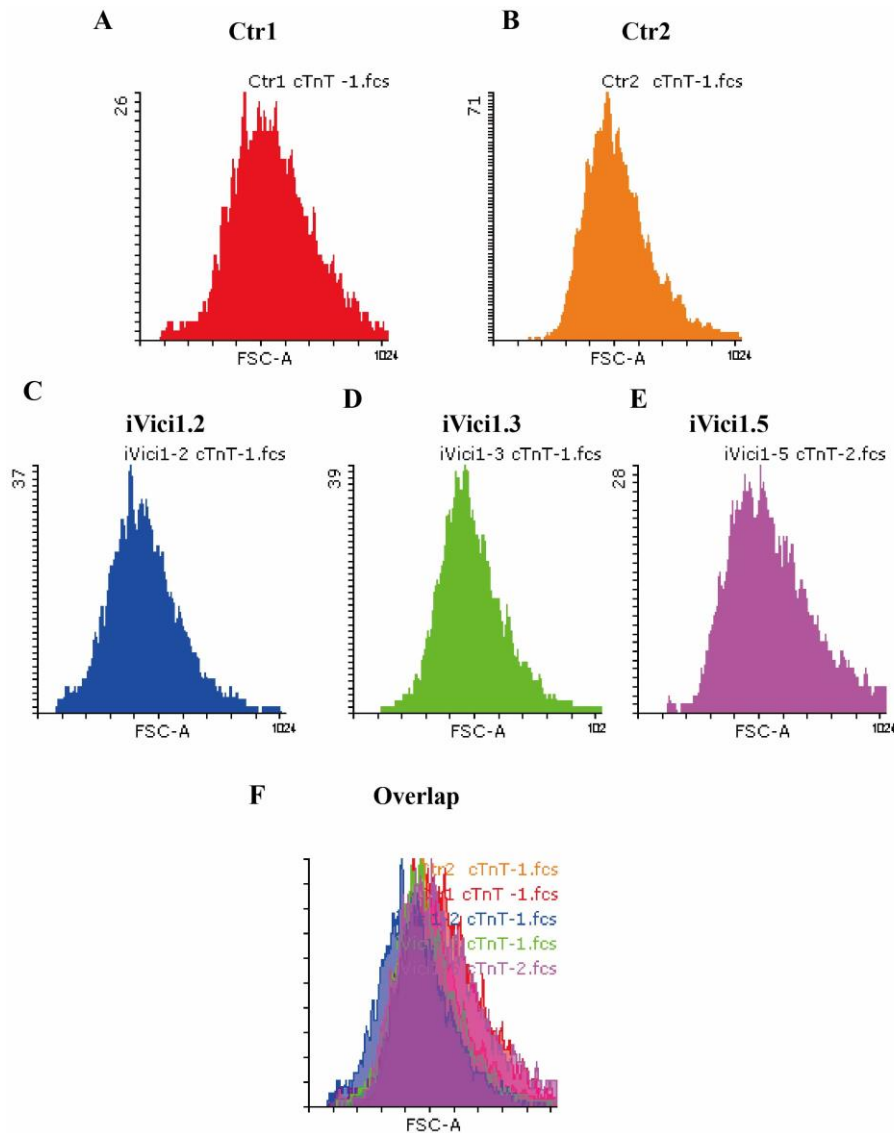 A
Ctr1
Ctr1 cTnT -1.fcs
26
FSC-A
1024
B
Ctr2
Ctr2 cTnT-1.fcs
71
FSC-A
1024
C
iVici1.2
iVici1-2 cTnT-1.fcs
37
FSC-A
1024
D
iVici1.3
iVici1-3 cTnT-1.fcs
39
FSC-A
102
E
iVici1.5
iVici1-5 cTnT-2.fcs
28
FSC-A
1024
F
Overlap
cTnT-1.fcs
cTnT -1.fcs
cTnT-1.fcs
cTnT-1.fcs
cTnT-2.fcs
FSC-A